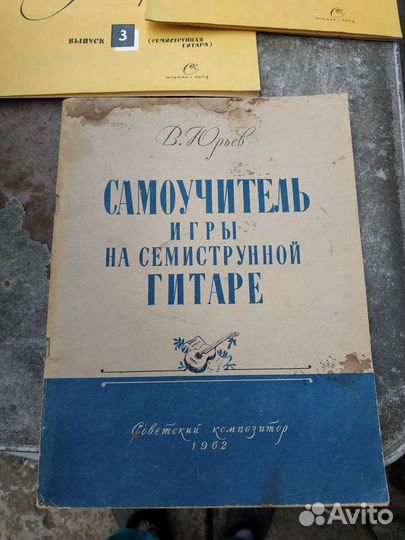 ВЫПУСК 3 (СЕМИСТРУННАЯ
ГИТАРА)
В. Юрьев
САМОУЧИТЕЛЬ
ИГРЫ
НА СЕМИСТРУННОЙ
ГИТАРЕ
Советский композитор
1962
Avito